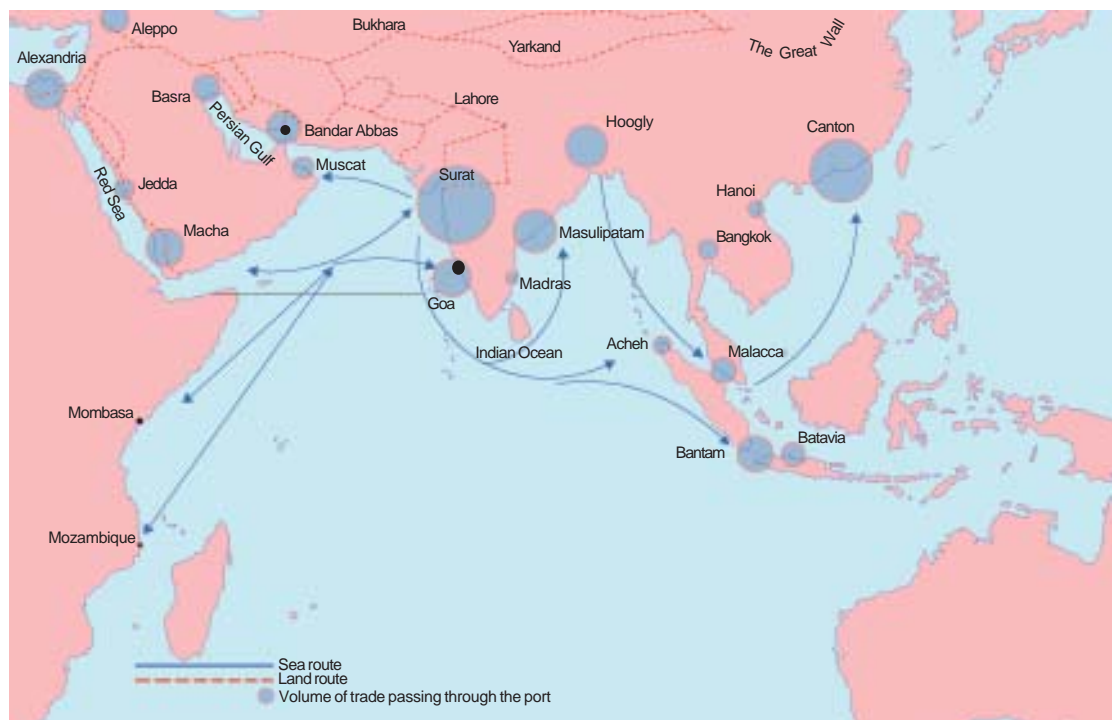 Aleppo
Bukhara
Yarkand
The Great Wall
Alexandria
Basra
Persian Gulf
Lahore
Bandar Abbas
Hoogly
Canton
Muscat
Surat
Red Sea
Jedda
Hanoi
Macha
Masulipatam
Bangkok
Madras
Goa
Acheh
Indian Ocean
Malacca
Mombasa
Bantam
Batavia
Mozambique
Sea route
Land route
Volume of trade passing through the port